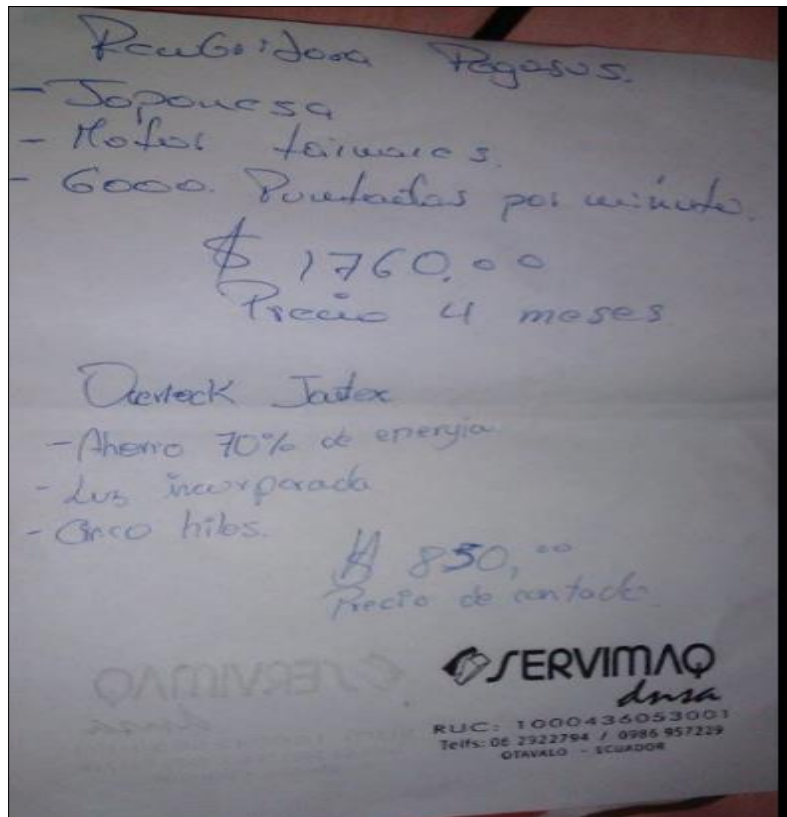 Recubridora Pegasus.
- Japonesa
- Motor taiwanes.
- 6000. Puntadas por minuto.
$ 1760,00
Precio 4 meses
Overlock Jontex
- Ahorro 70% de energia
- Luz incorporada
- Cinco hilos.
$ 850,00
Precio de contado.
SERVIMAQ
dnsa
RUC: 1000436053001
Telfs: 06 2922794 / 0986 957229
OTAVALO - ECUADOR